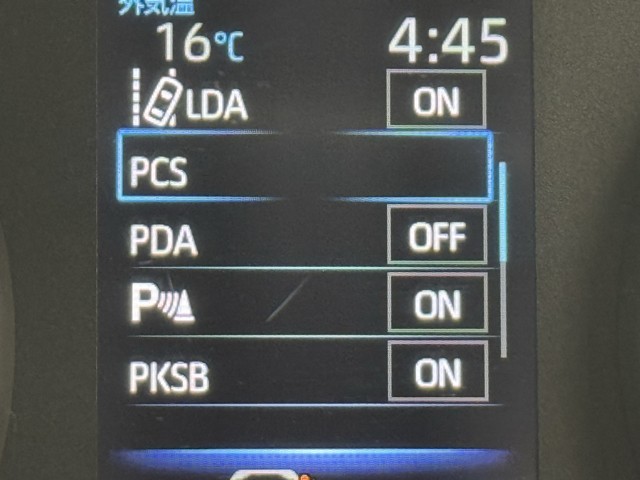 外気温
16℃ 4:45
LDA ON
PCS
PDA OFF
P ON
PKSB ON